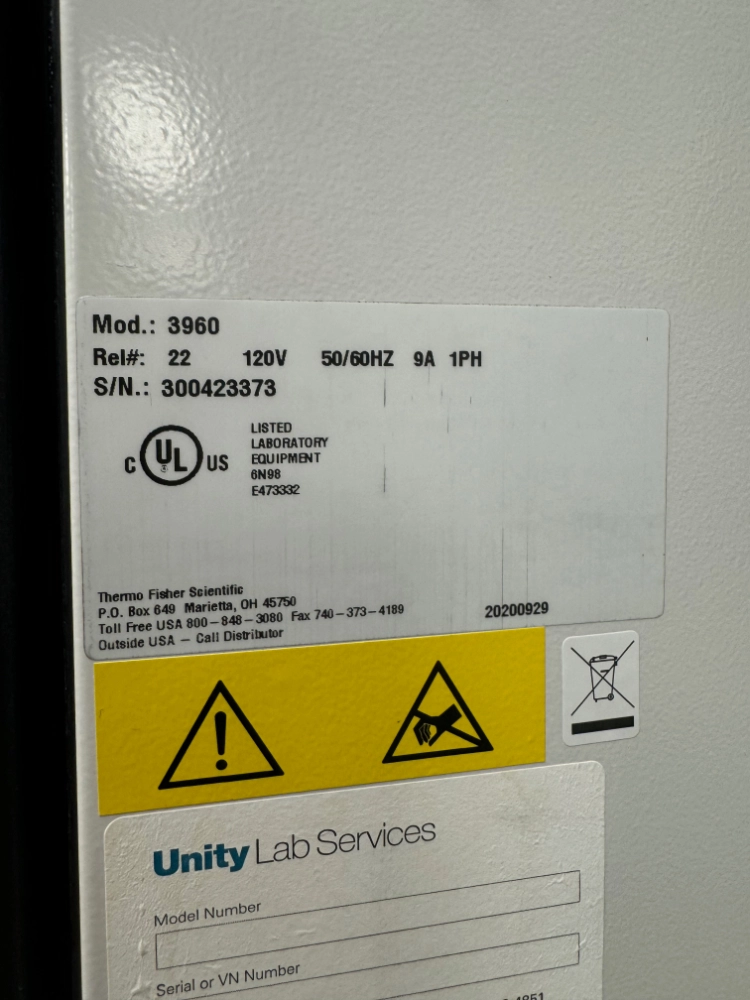 Mod.: 3960
Rel#: 22 120V 50/60HZ 9A 1PH
S/N.: 300423373
C UL US
LISTED
LABORATORY
EQUIPMENT
6N98
E473332
Thermo Fisher Scientific
P.O. Box 649 Marietta, OH 45750
Toll Free USA 800-848-3080 Fax 740-373-4189
Outside USA - Call Distributor
20200929
Unity Lab Services
Model Number
Serial or VN Number